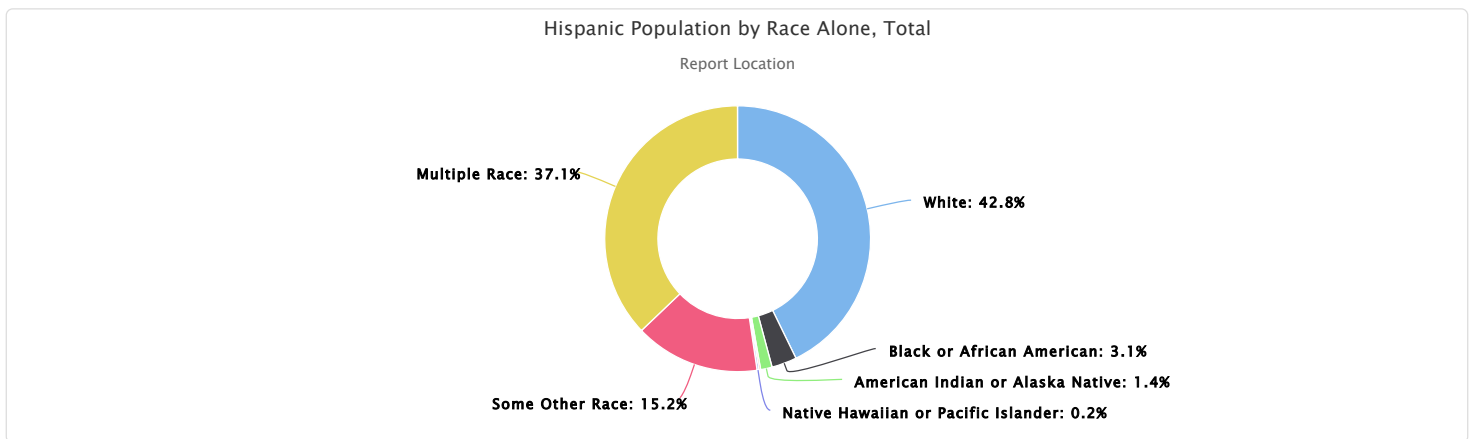 Hispanic Population by Race Alone, Total
Report Location
Multiple Race: 37.1%
White: 42.8%
Black or African American: 3.1%
American Indian or Alaska Native: 1.4%
Some Other Race: 15.2%
Native Hawaiian or Pacific Islander: 0.2%